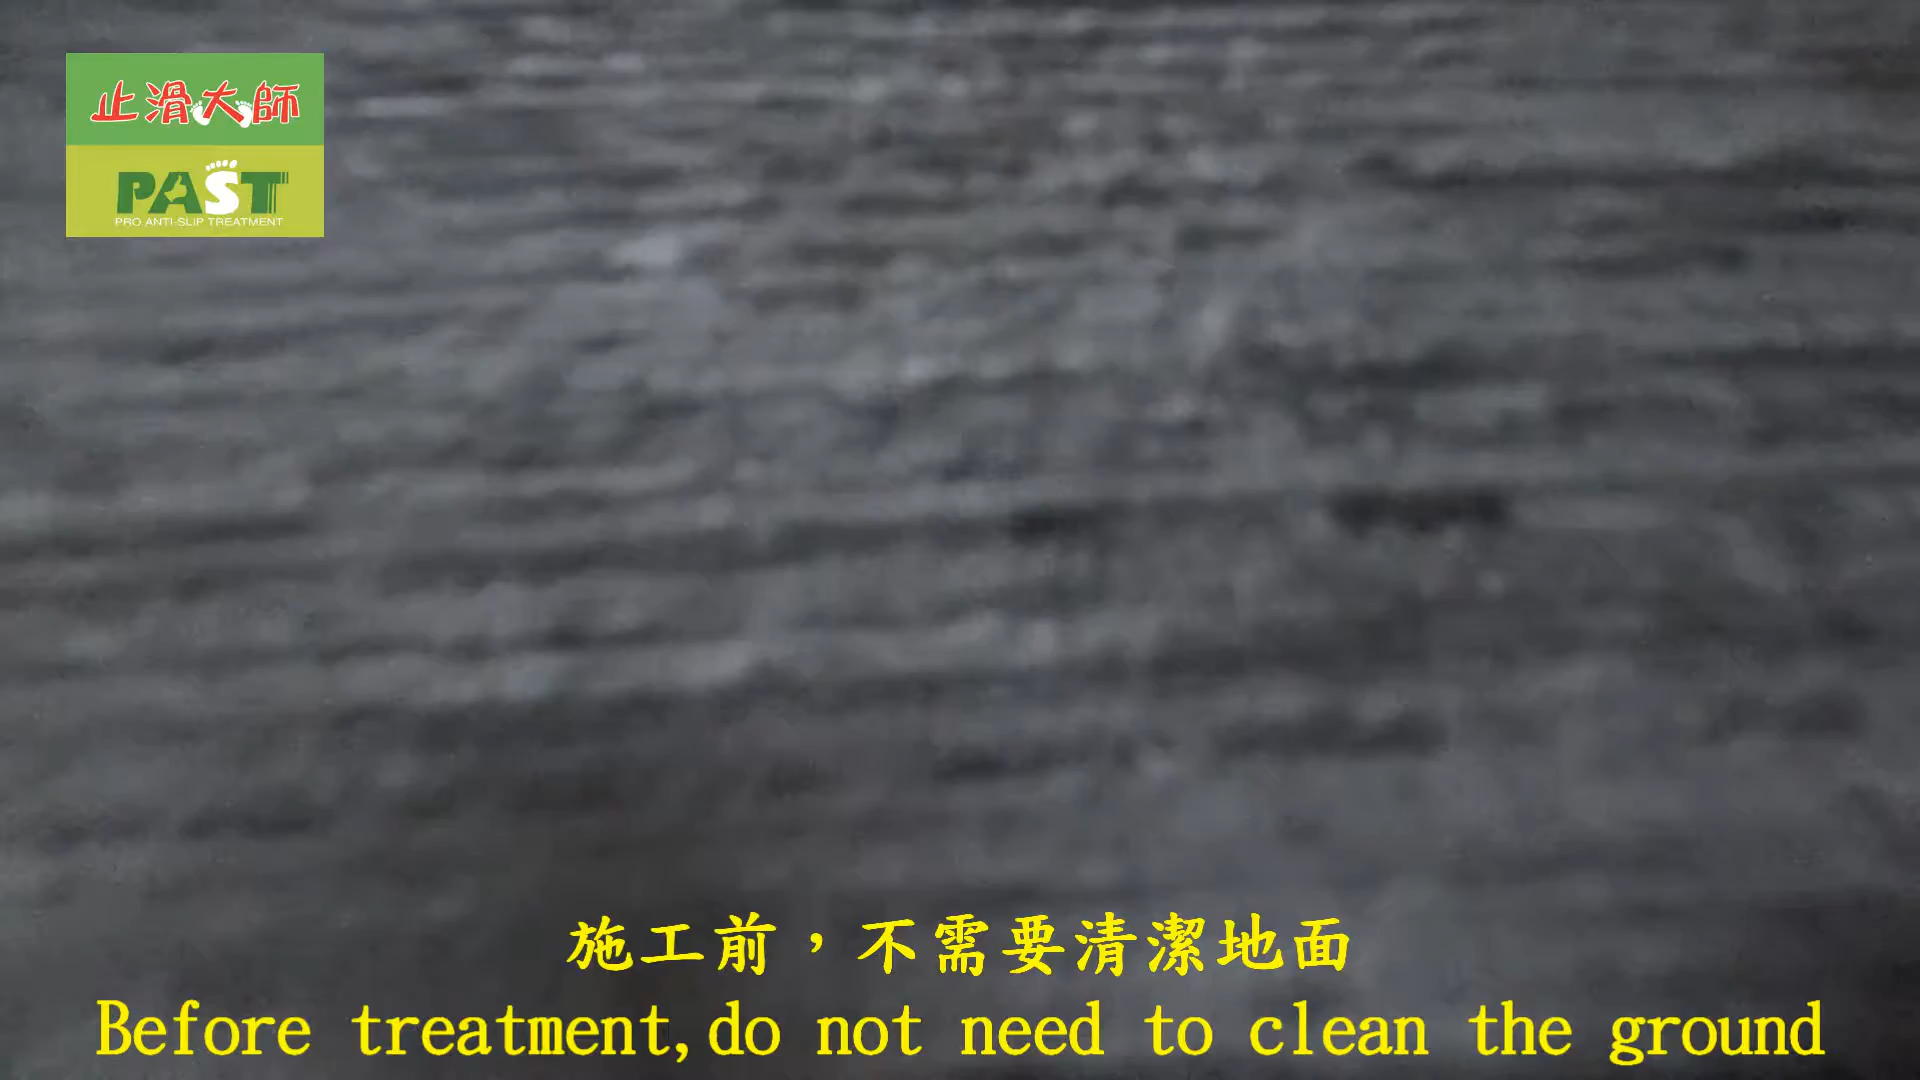 止滑大師
PAST
PRO ANTI-SLIP TREATMENT
施工前，不需要清潔地面
Before treatment,do not need to clean the ground